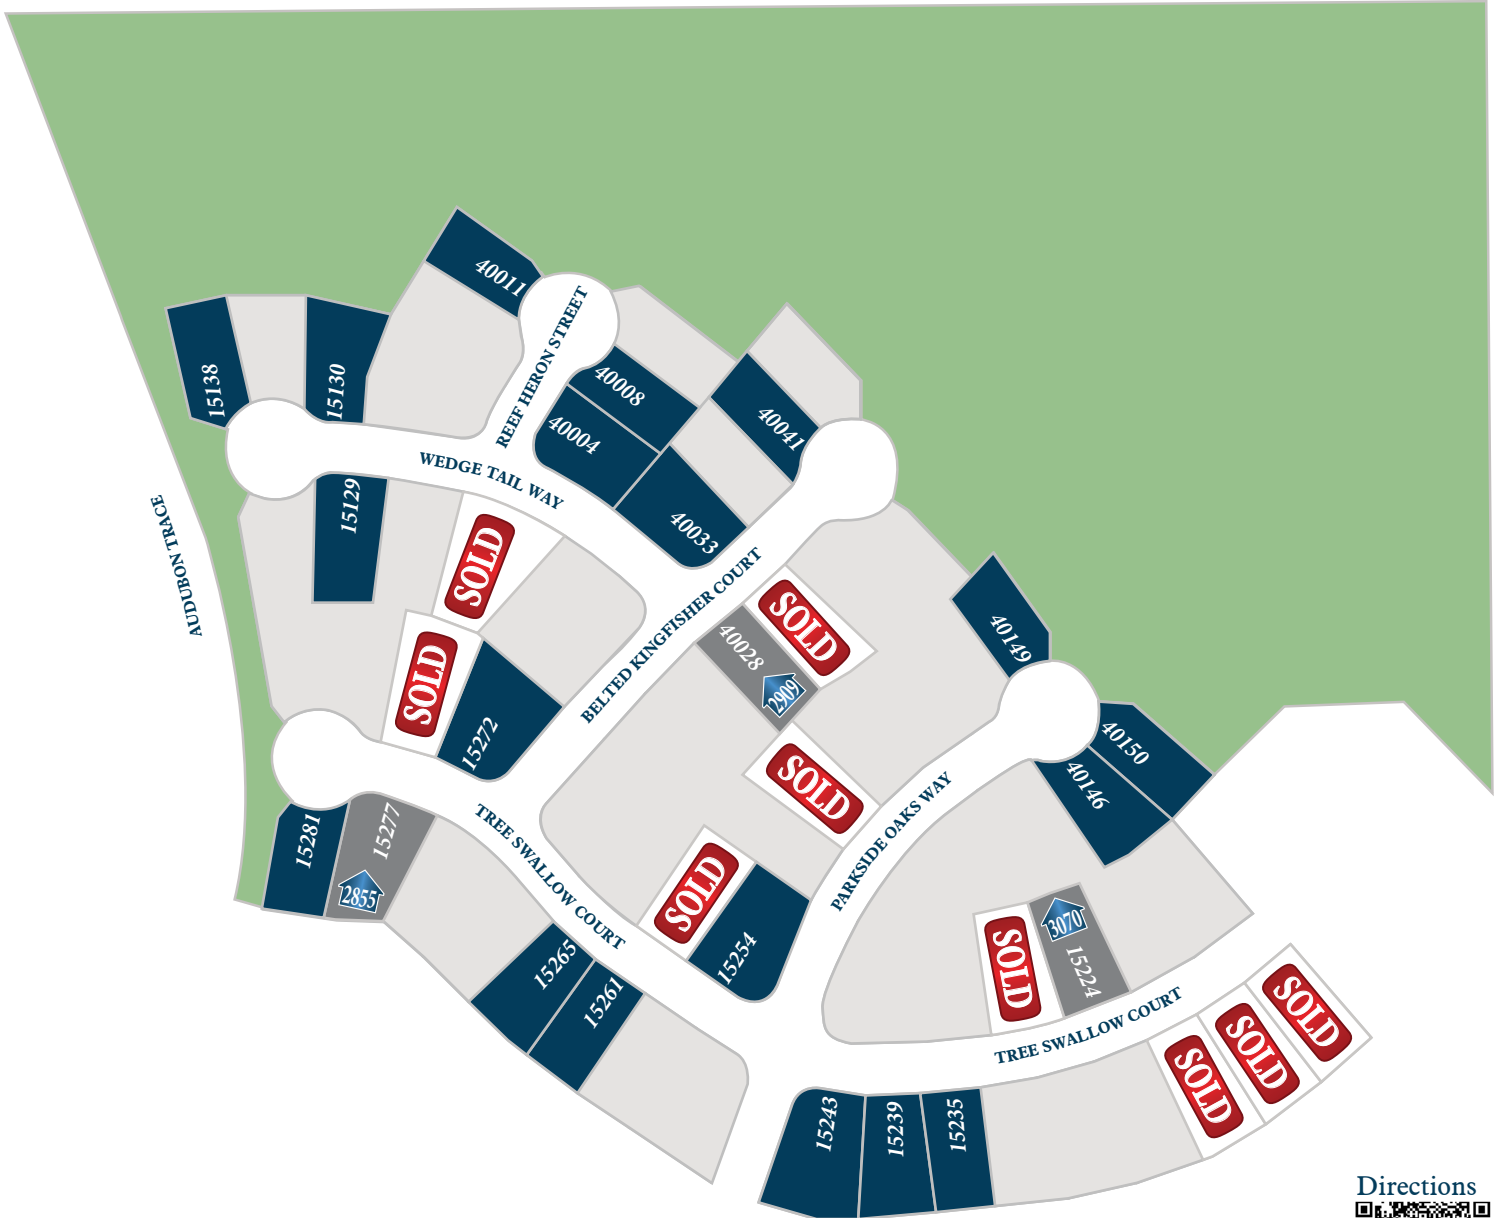 40011
REEF HERON STREET
15138
15130
40008
40004
40041
WEDGE TAIL WAY
AUDUBON TRACE
15129
SOLD
40033
BELTED KINGFISHER COURT
SOLD
40028
2909
40149
SOLD
15272
40150
40146
SOLD
PARKSIDE OAKS WAY
15281
15277
2855
TREE SWALLOW COURT
SOLD
15254
15265
15261
SOLD
3070
15224
TREE SWALLOW COURT
SOLD
SOLD
SOLD
15243
15239
15235
Directions